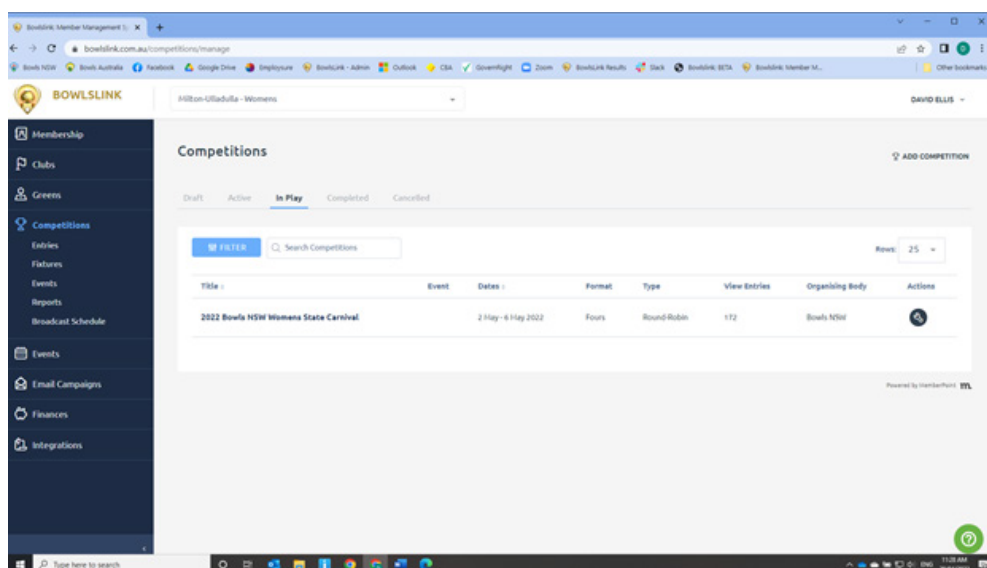 Bowlslink: Member Management S
bowlslink.com.au/competitions/manage
Bowls NSW Bowls Australia Facebook Google Drive Employsure BowlsLink - Admin Outlook CBA Governflight Zoom BowlsLink Results Slack Bowlslink BETA Bowlslink Member M... Other bookmarks
BOWLSLINK Milton-Ulladulla - Womens DAVID ELLIS
Membership
Clubs
Greens
Competitions
Entries
Fixtures
Events
Reports
Broadcast Schedule
Events
Email Campaigns
Finances
Integrations
Competitions
ADD COMPETITION
Draft Active In Play Completed Cancelled
FILTER Search Competitions Rows: 25
Title Event Dates Format Type View Entries Organising Body Actions
2022 Bowls NSW Womens State Carnival 2 May - 6 May 2022 Fours Round-Robin 172 Bowls NSW
Powered by MemberPoint m.
Type here to search ENG 11:28 AM